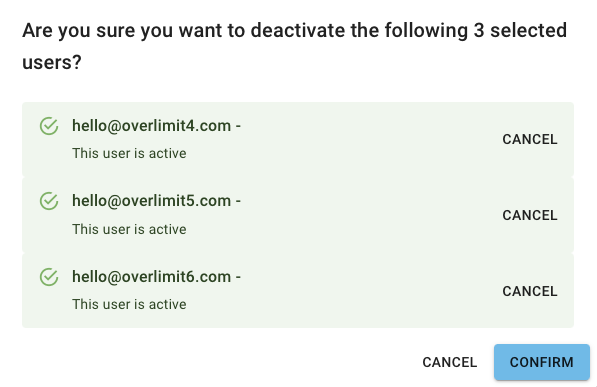 Are you sure you want to deactivate the following 3 selected
users?
hello@overlimit4.com -
This user is active
CANCEL
hello@overlimit5.com -
This user is active
CANCEL
hello@overlimit6.com -
This user is active
CANCEL
CANCEL CONFIRM